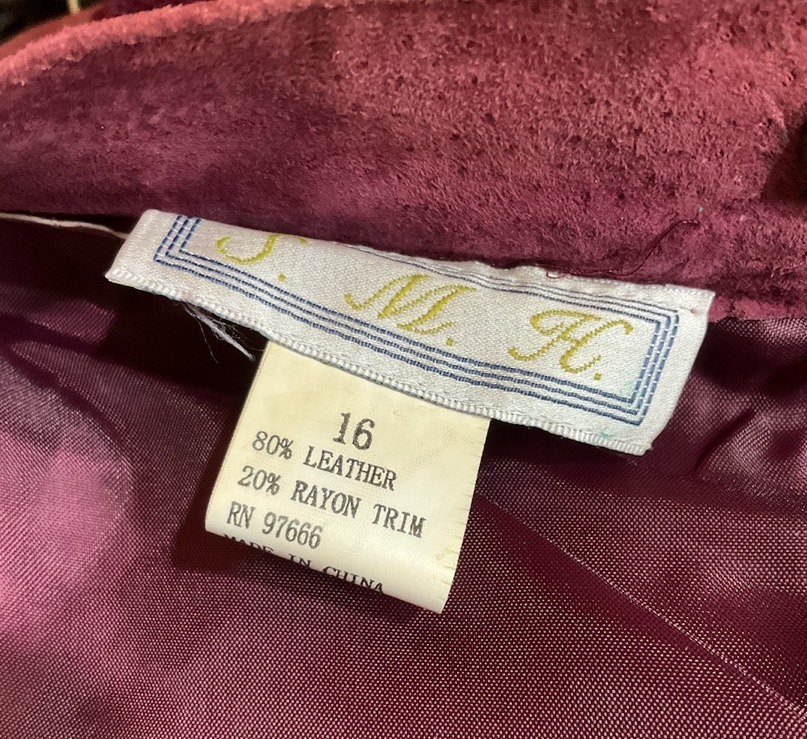 S. M. H.
16
80% LEATHER
20% RAYON TRIM
RN 97666
MADE IN CHINA